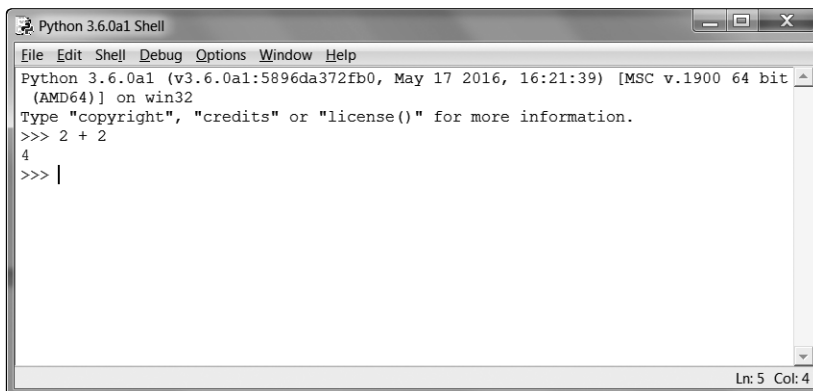 Python 3.6.0a1 Shell
File Edit Shell Debug Options Window Help
Python 3.6.0a1 (v3.6.0a1:5896da372fb0, May 17 2016, 16:21:39) [MSC v.1900 64 bit
(AMD64)] on win32
Type "copyright", "credits" or "license()" for more information.
>>> 2 + 2
4
>>>
Ln: 5 Col: 4